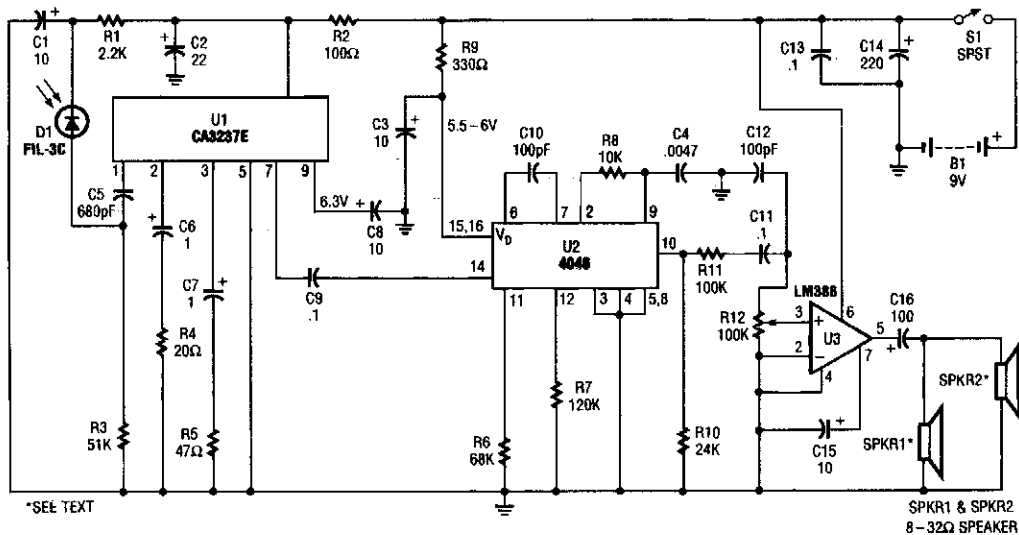 C1
10
R1
2.2K
C2
22
R2
100Ω
R9
330Ω
C13
.1
C14
220
S1
SPST
D1
FIL-3C
U1
CA3237E
1
2
3
5
7
9
C3
10
5.5-6V
C10
100pF
R8
10K
C4
.0047
C12
100pF
B1
9V
C5
680pF
C6
1
6.3V
C8
10
15,16
V_D
6
7
2
9
U2
4046
14
10
11
12
3
4
5,8
R11
100K
C11
.1
C7
1
C9
.1
R4
20Ω
R12
100K
LM386
U3
3
2
6
5
7
4
C16
100
SPKR2*
R3
51K
R5
47Ω
R6
68K
R7
120K
R10
24K
C15
10
SPKR1*
*SEE TEXT
SPKR1 & SPKR2
8-32Ω SPEAKER